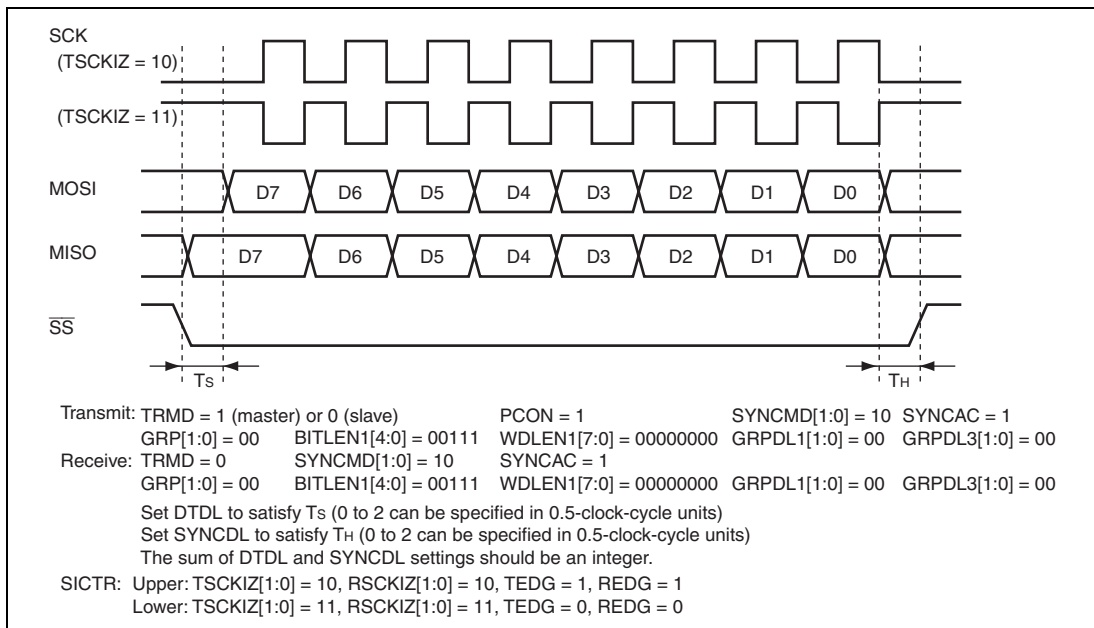 SCK
(TSCKIZ = 10)
(TSCKIZ = 11)
MOSI D7 D6 D5 D4 D3 D2 D1 D0
MISO D7 D6 D5 D4 D3 D2 D1 D0
SS
Ts TH
Transmit: TRMD = 1 (master) or 0 (slave) PCON = 1 SYNCMD[1:0] = 10 SYNCAC = 1
GRP[1:0] = 00 BITLEN1[4:0] = 00111 WDLEN1[7:0] = 00000000 GRPDL1[1:0] = 00 GRPDL3[1:0] = 00
Receive: TRMD = 0 SYNCMD[1:0] = 10 SYNCAC = 1
GRP[1:0] = 00 BITLEN1[4:0] = 00111 WDLEN1[7:0] = 00000000 GRPDL1[1:0] = 00 GRPDL3[1:0] = 00
Set DTDL to satisfy Ts (0 to 2 can be specified in 0.5-clock-cycle units)
Set SYNCDL to satisfy TH (0 to 2 can be specified in 0.5-clock-cycle units)
The sum of DTDL and SYNCDL settings should be an integer.
SICTR: Upper: TSCKIZ[1:0] = 10, RSCKIZ[1:0] = 10, TEDG = 1, REDG = 1
Lower: TSCKIZ[1:0] = 11, RSCKIZ[1:0] = 11, TEDG = 0, REDG = 0